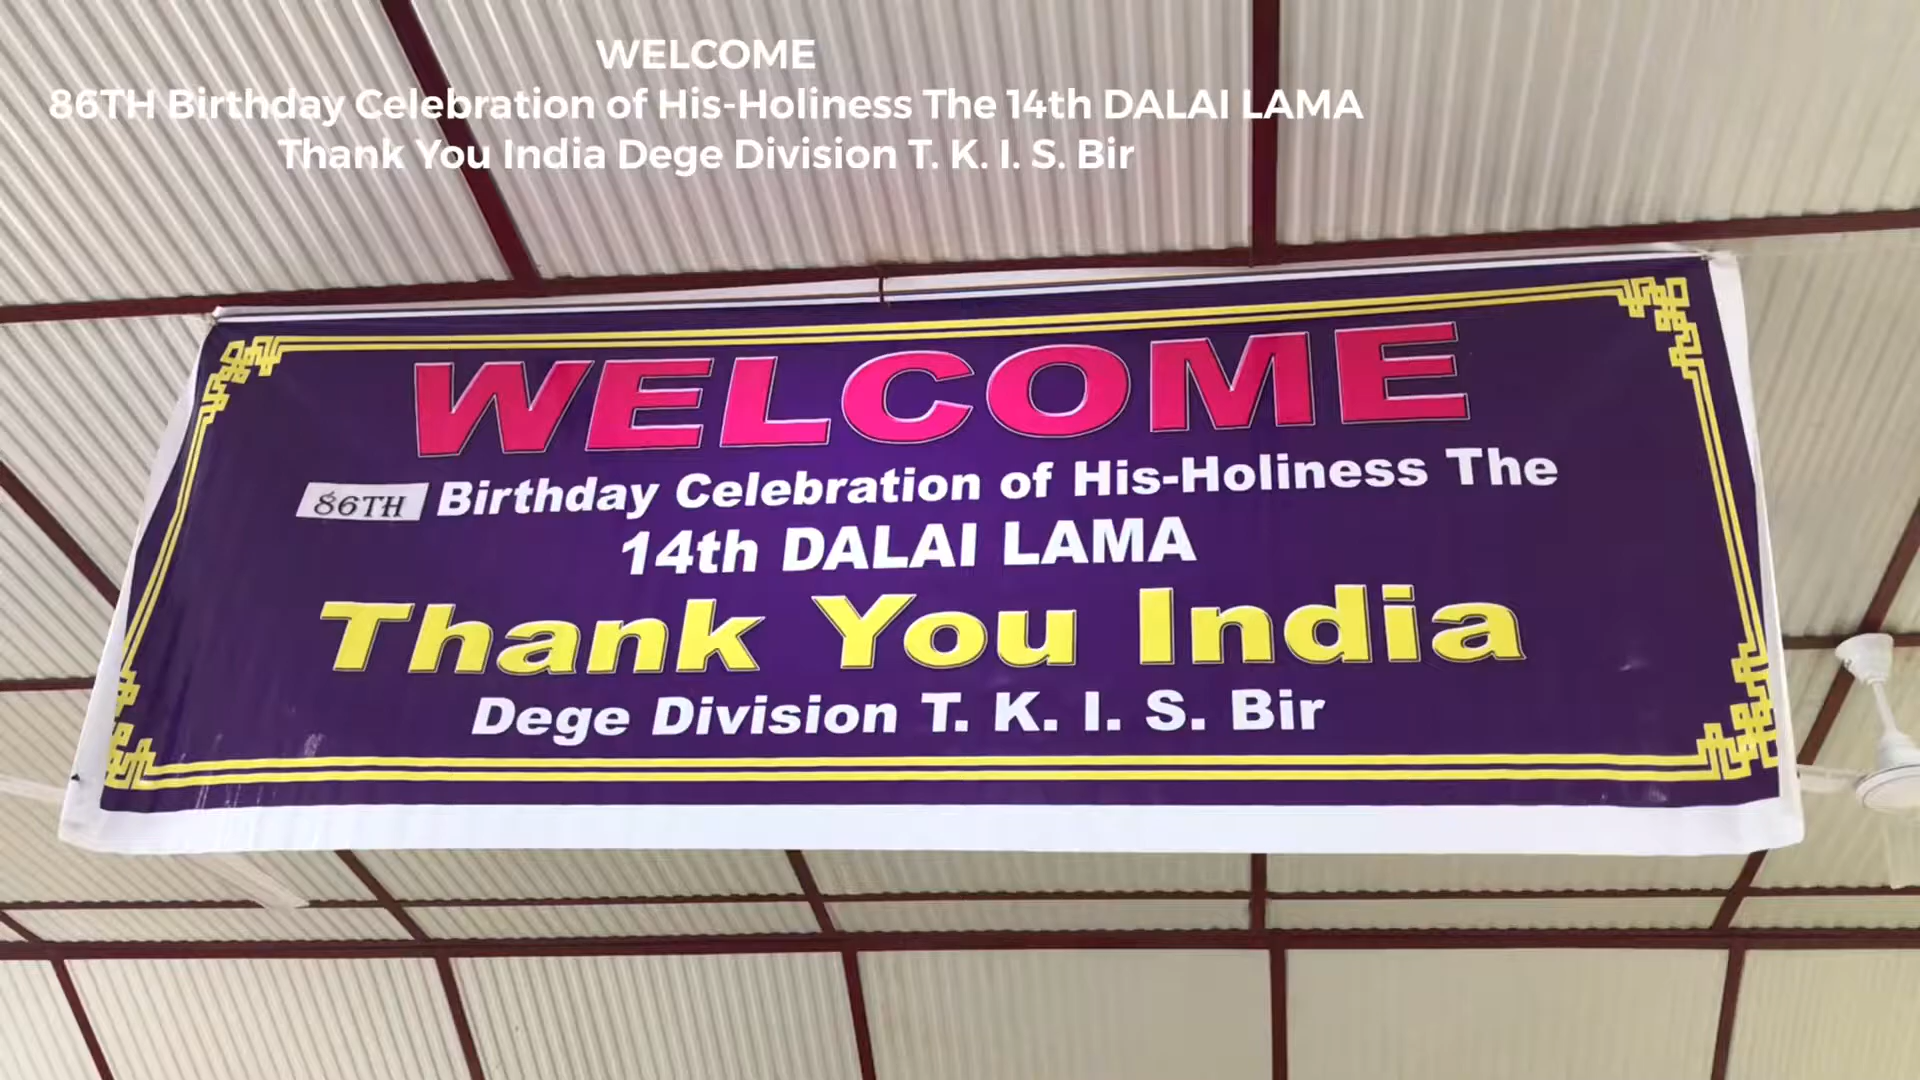 WELCOME
86TH Birthday Celebration of His-Holiness The 14th DALAI LAMA
Thank You India Dege Division T. K. I. S. Bir
WELCOME
86TH Birthday Celebration of His-Holiness The
14th DALAI LAMA
Thank You India
Dege Division T. K. I. S. Bir